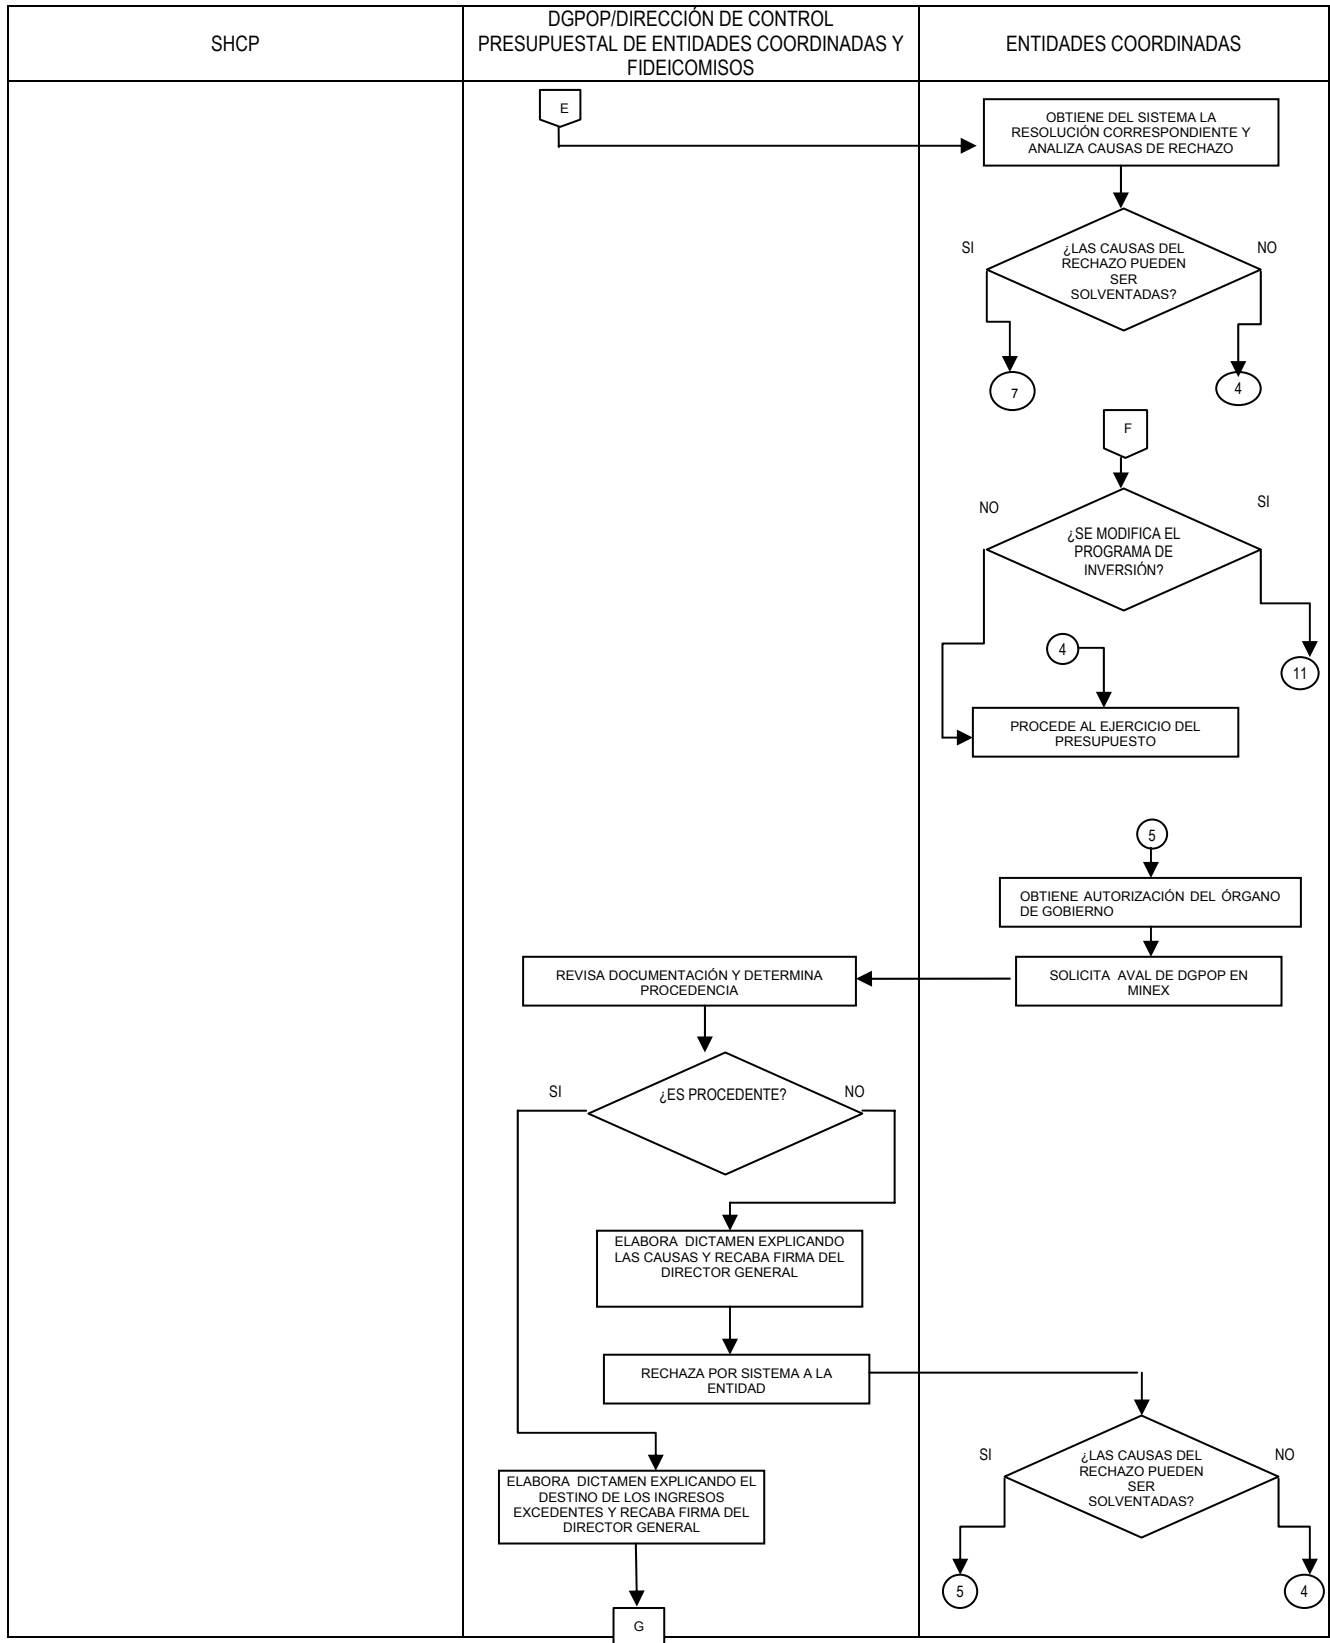 SHCP
DGPOP/DIRECCIÓN DE CONTROL
PRESUPUESTAL DE ENTIDADES COORDINADAS Y
FIDEICOMISOS
ENTIDADES COORDINADAS
E
OBTIENE DEL SISTEMA LA
RESOLUCIÓN CORRESPONDIENTE Y
ANALIZA CAUSAS DE RECHAZO
SI
¿LAS CAUSAS DEL
RECHAZO PUEDEN
SER
SOLVENTADAS?
NO
7
4
F
NO
¿SE MODIFICA EL
PROGRAMA DE
INVERSIÓN?
SI
4
11
PROCEDE AL EJERCICIO DEL
PRESUPUESTO
5
OBTIENE AUTORIZACIÓN DEL ÓRGANO
DE GOBIERNO
REVISA DOCUMENTACIÓN Y DETERMINA
PROCEDENCIA
SOLICITA AVAL DE DGPOP EN
MINEX
SI
¿ES PROCEDENTE?
NO
ELABORA DICTAMEN EXPLICANDO
LAS CAUSAS Y RECABA FIRMA DEL
DIRECTOR GENERAL
RECHAZA POR SISTEMA A LA
ENTIDAD
SI
¿LAS CAUSAS DEL
RECHAZO PUEDEN
SER
SOLVENTADAS?
NO
ELABORA DICTAMEN EXPLICANDO EL
DESTINO DE LOS INGRESOS
EXCEDENTES Y RECABA FIRMA DEL
DIRECTOR GENERAL
5
4
G